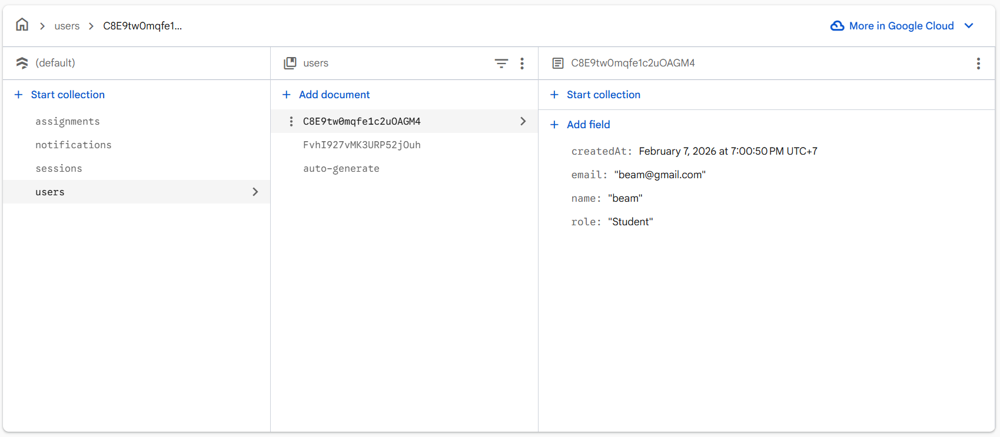 users
C8E9tw0mqfe1...
More in Google Cloud
(default)
users
C8E9tw0mqfe1c2uOAGM4
Start collection
Add document
Start collection
assignments
notifications
sessions
users
C8E9tw0mqfe1c2uOAGM4
FvhI927vMK3URP52jOuh
auto-generate
Add field
createdAt: February 7, 2026 at 7:00:50 PM UTC+7
email: "beam@gmail.com"
name: "beam"
role: "Student"